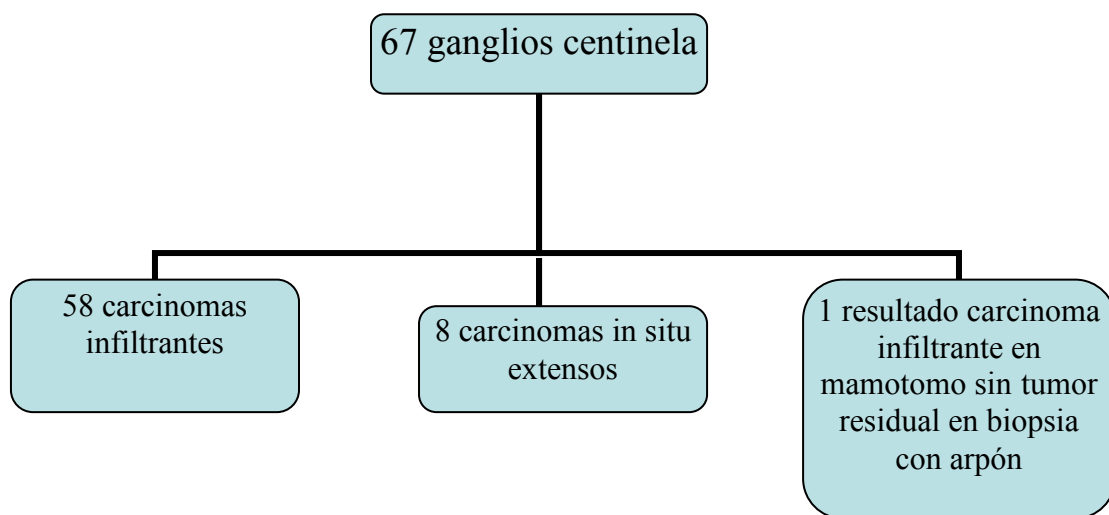 67 ganglios centinela
58 carcinomas
infiltrantes
8 carcinomas in situ
extensos
1 resultado carcinoma
infiltrante en
mamotomo sin tumor
residual en biopsia
con arpón